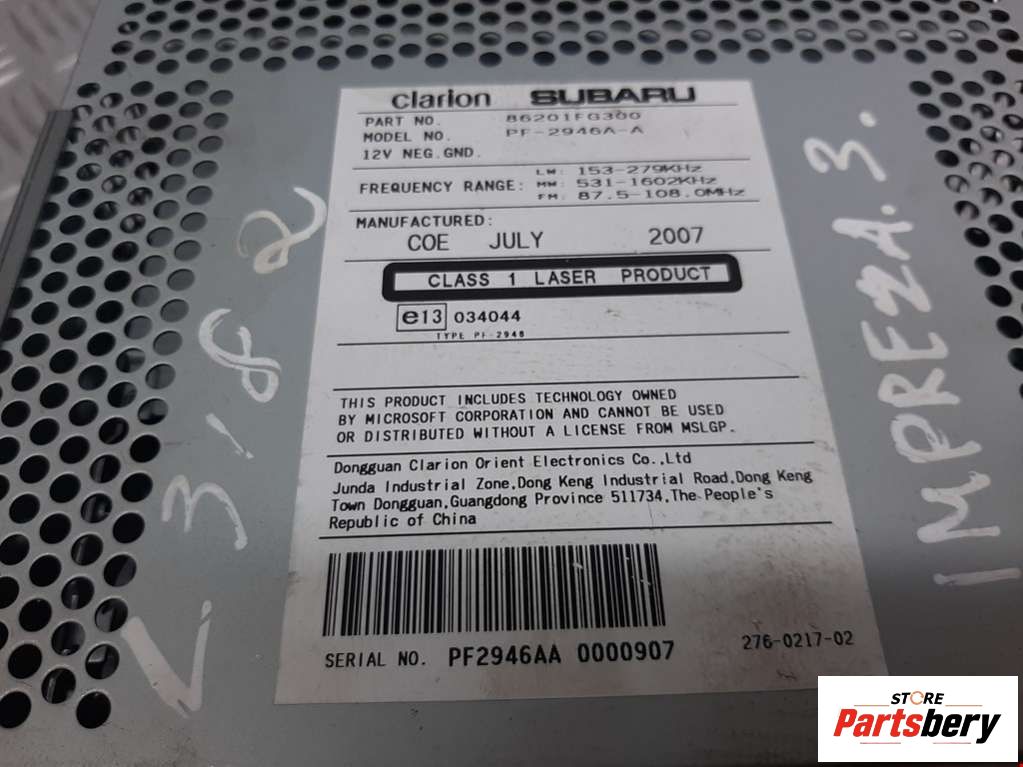 clarion SUBARU
PART NO. 86201FG300
MODEL NO. PF-2946A-A
12V NEG.GND.
FREQUENCY RANGE: LW: 153-279KHz
MW: 531-1602KHz
FM: 87.5-108.0MHz
MANUFACTURED:
COE JULY 2007
CLASS 1 LASER PRODUCT
e13 034044
TYPE PF-2946
THIS PRODUCT INCLUDES TECHNOLOGY OWNED
BY MICROSOFT CORPORATION AND CANNOT BE USED
OR DISTRIBUTED WITHOUT A LICENSE FROM MSLGP.
Dongguan Clarion Orient Electronics Co.,Ltd
Junda Industrial Zone,Dong Keng Industrial Road,Dong Keng
Town Dongguan,Guangdong Province 511734,The People's
Republic of China
SERIAL NO. PF2946AA 0000907
276-0217-02
IMPREZA.3.
STORE
Partsbery